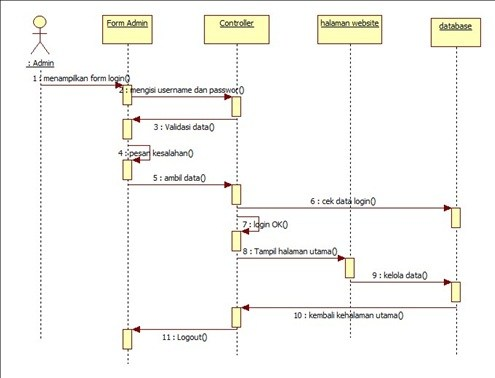 Form Admin
Controller
halaman website
database
: Admin
1 : menampilkan form login()
2 : mengisi username dan passwor()
3 : Validasi data()
4 : pesan kesalahan()
5 : ambil data()
6 : cek data login()
7 : login OK()
8 : Tampil halaman utama()
9 : kelola data()
10 : kembali kehalaman utama()
11 : Logout()